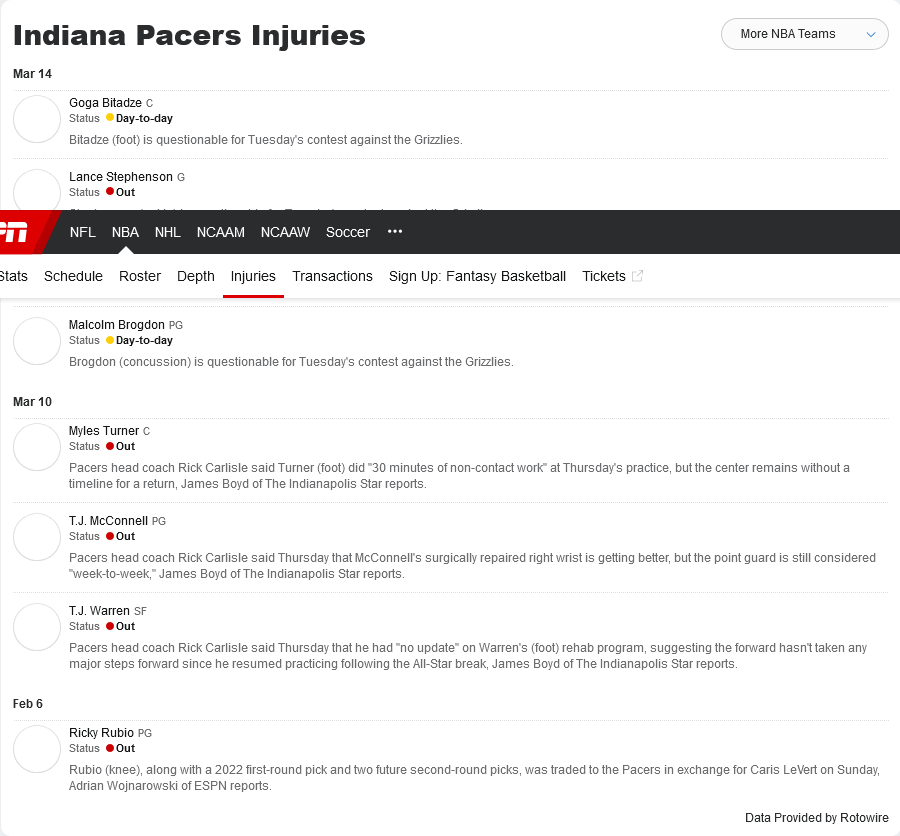 Indiana Pacers Injuries
More NBA Teams
Mar 14
Goga Bitadze C
Status Day-to-day
Bitadze (foot) is questionable for Tuesday's contest against the Grizzlies.
Lance Stephenson G
Status Out
NFL NBA NHL NCAAM NCAAW Soccer •••
Stats Schedule Roster Depth Injuries Transactions Sign Up: Fantasy Basketball Tickets
Malcolm Brogdon PG
Status Day-to-day
Brogdon (concussion) is questionable for Tuesday's contest against the Grizzlies.
Mar 10
Myles Turner C
Status Out
Pacers head coach Rick Carlisle said Turner (foot) did "30 minutes of non-contact work" at Thursday's practice, but the center remains without a
timeline for a return, James Boyd of The Indianapolis Star reports.
T.J. McConnell PG
Status Out
Pacers head coach Rick Carlisle said Thursday that McConnell's surgically repaired right wrist is getting better, but the point guard is still considered
"week-to-week," James Boyd of The Indianapolis Star reports.
T.J. Warren SF
Status Out
Pacers head coach Rick Carlisle said Thursday that he had "no update" on Warren's (foot) rehab program, suggesting the forward hasn't taken any
major steps forward since he resumed practicing following the All-Star break, James Boyd of The Indianapolis Star reports.
Feb 6
Ricky Rubio PG
Status Out
Rubio (knee), along with a 2022 first-round pick and two future second-round picks, was traded to the Pacers in exchange for Caris LeVert on Sunday,
Adrian Wojnarowski of ESPN reports.
Data Provided by Rotowire